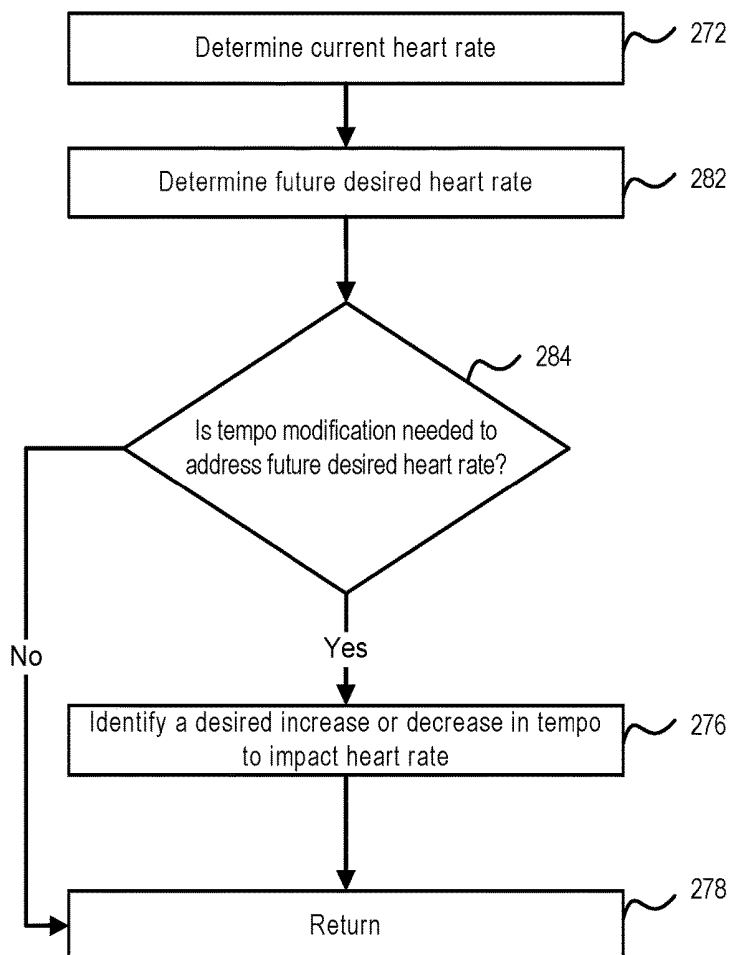 Determine current heart rate
272
Determine future desired heart rate
282
284
Is tempo modification needed to
address future desired heart rate?
No
Yes
Identify a desired increase or decrease in tempo
to impact heart rate
276
Return
278